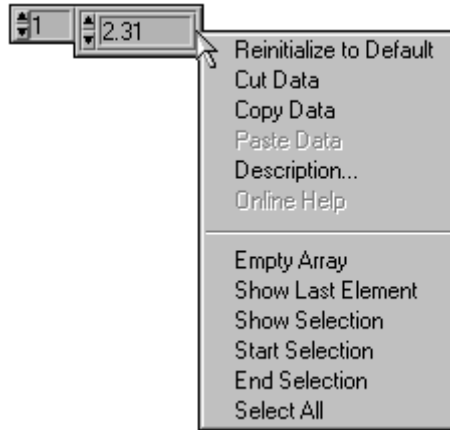 1 2.31
Reinitialize to Default
Cut Data
Copy Data
Paste Data
Description...
Online Help
Empty Array
Show Last Element
Show Selection
Start Selection
End Selection
Select All